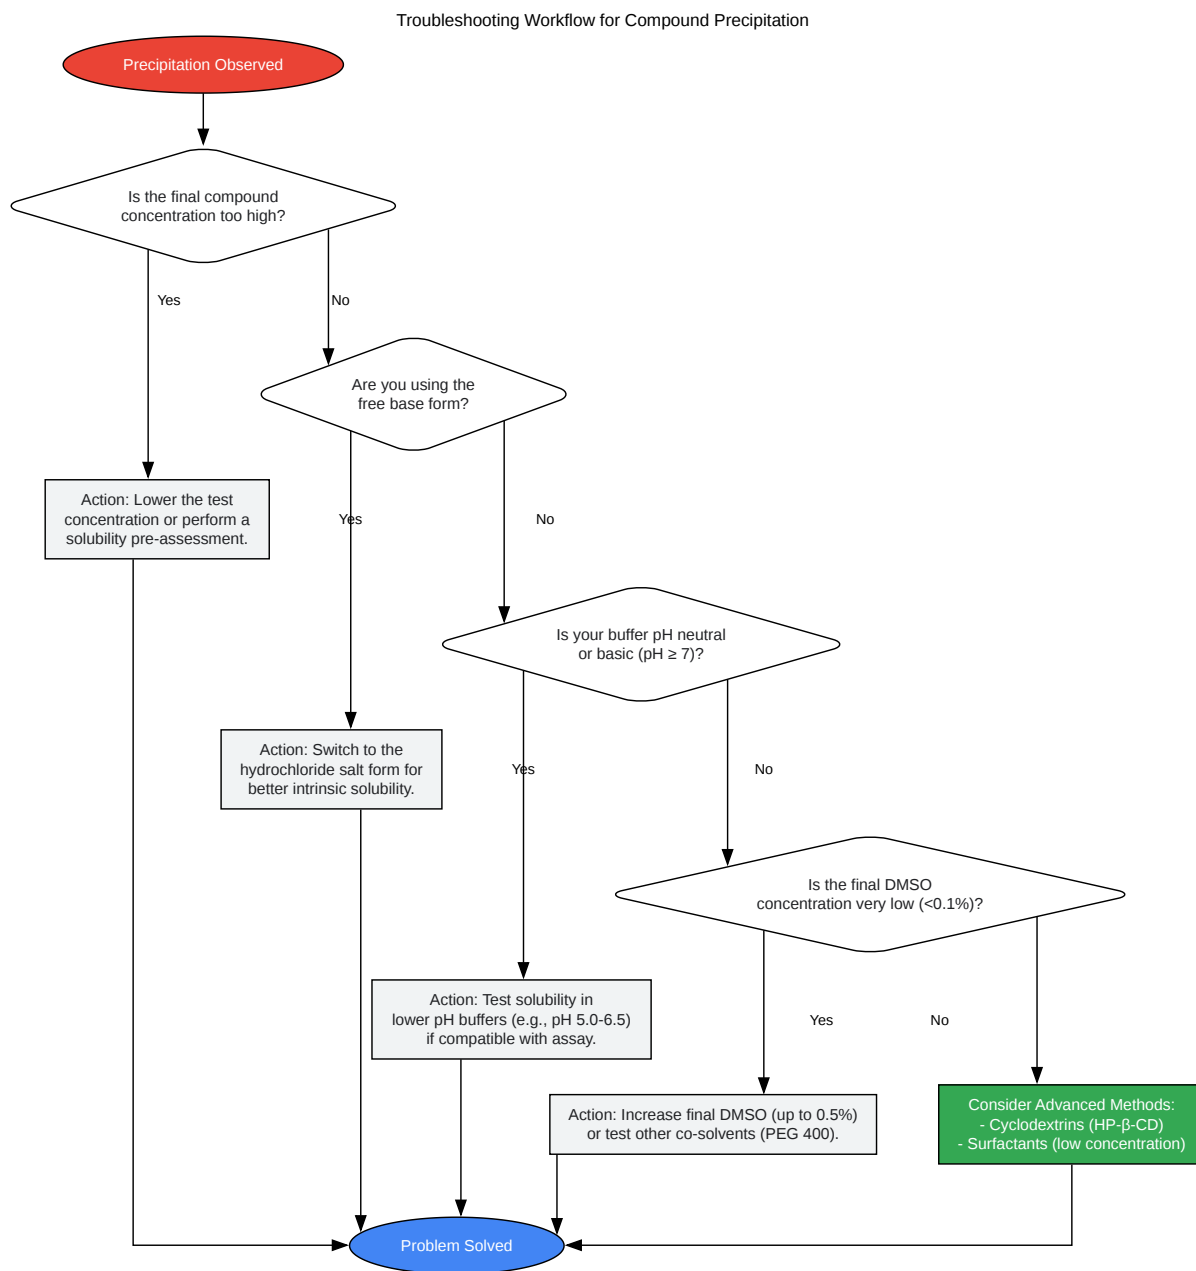 Troubleshooting Workflow for Compound Precipitation
Precipitation Observed
Is the final compound
concentration too high?
Yes
No
Are you using the
free base form?
Action: Lower the test
concentration or perform a
solubility pre-assessment.
Yes
No
Is your buffer pH neutral
or basic (pH ≥ 7)?
Action: Switch to the
hydrochloride salt form for
better intrinsic solubility.
Yes
No
Is the final DMSO
concentration very low (<0.1%)?
Action: Test solubility in
lower pH buffers (e.g., pH 5.0-6.5)
if compatible with assay.
Yes
No
Action: Increase final DMSO (up to 0.5%)
or test other co-solvents (PEG 400).
Consider Advanced Methods:
- Cyclodextrins (HP-β-CD)
- Surfactants (low concentration)
Problem Solved